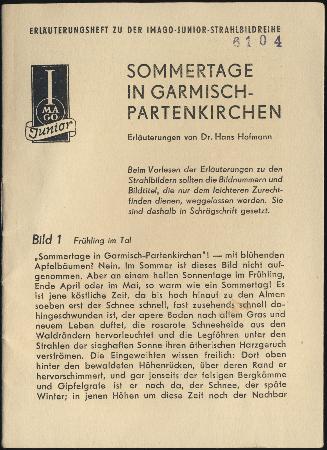 ERLÄUTERUNGSHEFT ZU DER IMAGO-JUNIOR-STRAHLBILDREIHE
6104
I
MA
GO
Junior
SOMMERTAGE
IN GARMISCH-
PARTENKIRCHEN
Erläuterungen von Dr. Hans Hofmann
Beim Vorlesen der Erläuterungen zu den
Strahlbildern sollten die Bildnummern und
Bildtitel, die nur dem leichteren Zurecht-
finden dienen, weggelassen werden. Sie
sind deshalb in Schrägschrift gesetzt.
Bild 1 Frühling im Tal
„Sommertage in Garmisch-Partenkirchen"! — mit blühenden
Apfelbäumen? Nein. Im Sommer ist dieses Bild nicht auf-
genommen. Aber an einem hellen Sonnentage im Frühling,
Ende April oder im Mai, so warm wie ein Sommertag! Es
ist jene köstliche Zeit, da bis hoch hinauf zu den Almen
soeben erst der Schnee schnell, fast zusehends schnell da-
hingeschwunden ist, der apere Boden nach altem Gras und
neuem Leben duftet, die rosarote Schneeheide aus den
Waldrändern hervorleuchtet und die Legföhren unter den
Strahlen der sieghaften Sonne ihren ätherischen Harzgeruch
verströmen. Die Eingeweihten wissen freilich: Dort oben
hinter den bewaldeten Höhenrücken, über deren Rand er
hervorschimmert, und gar jenseits der felsigen Bergkämme
und Gipfelgrate ist er noch da, der Schnee, der späte
Winter; in jenen Höhen um diese Zeit noch der Nachbar